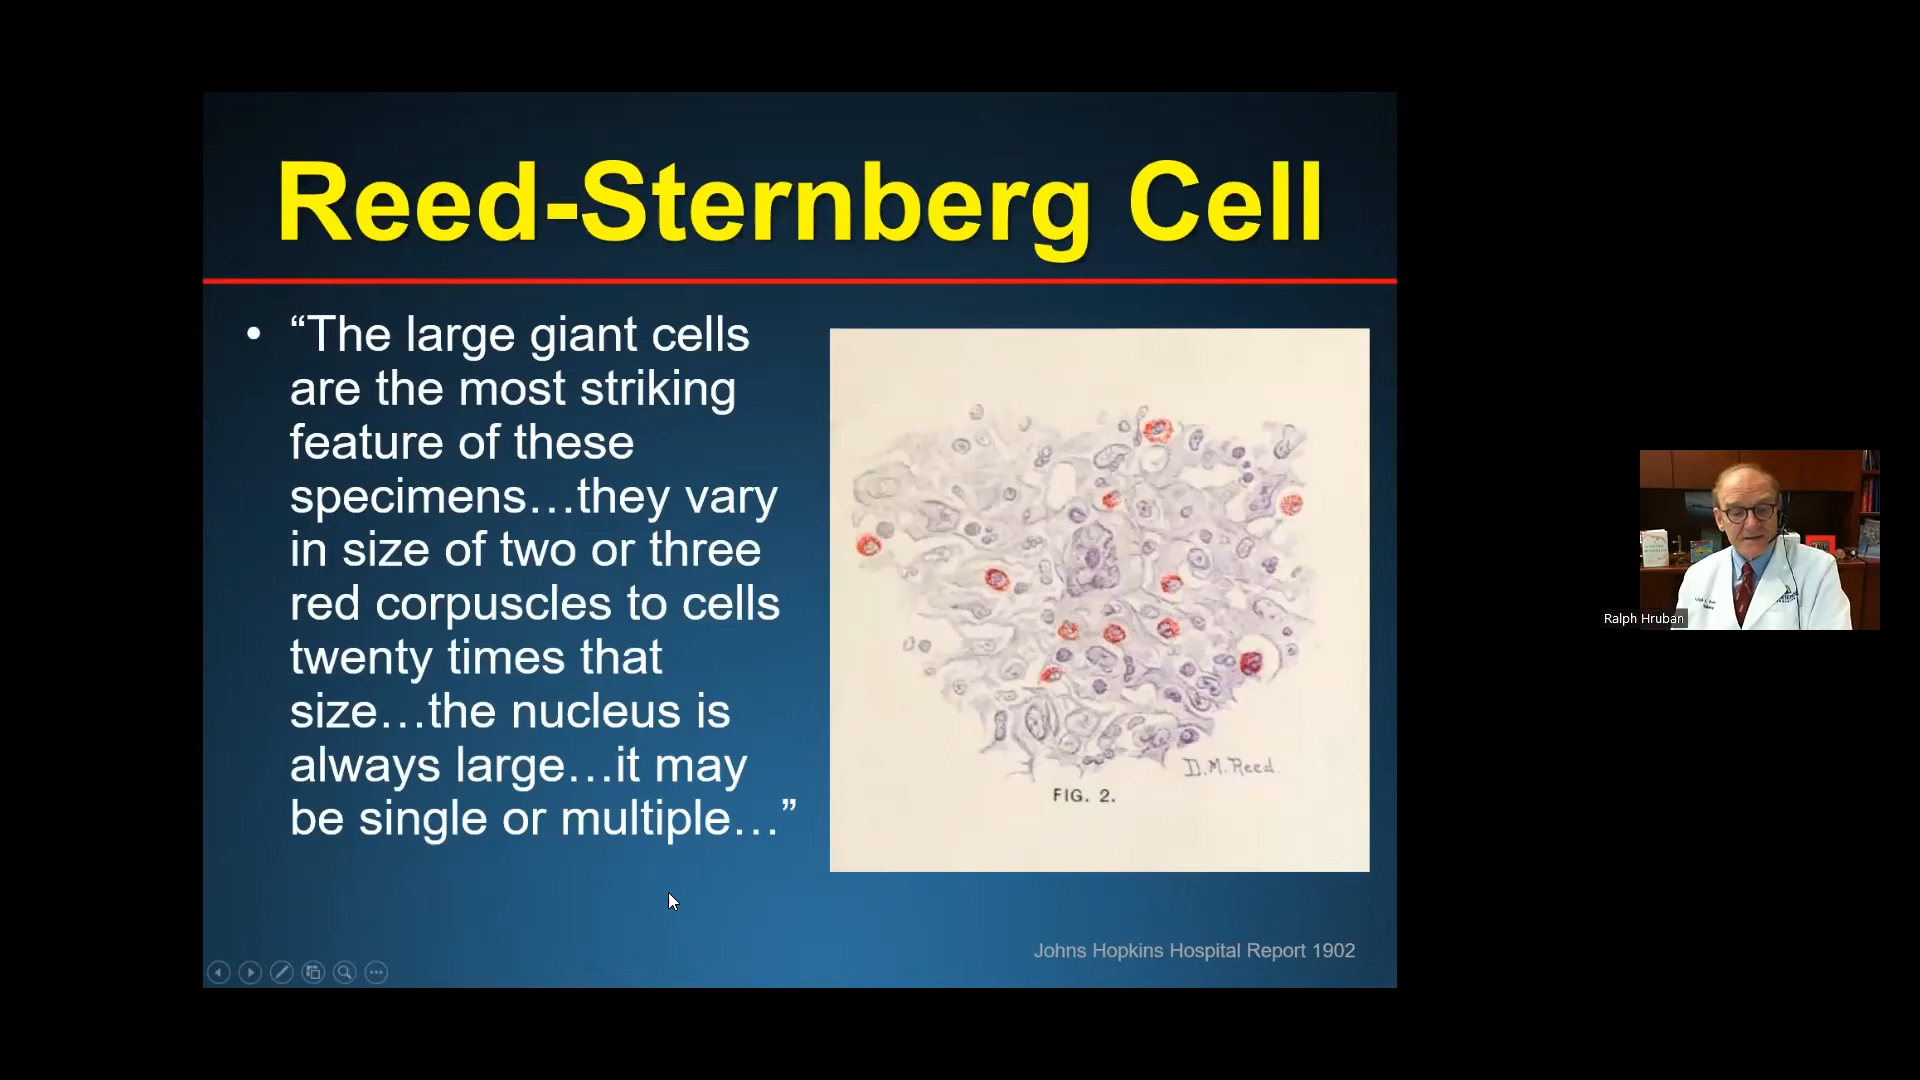 Reed-Sternberg Cell
• “The large giant cells
are the most striking
feature of these
specimens…they vary
in size of two or three
red corpuscles to cells
twenty times that
size…the nucleus is
always large…it may
be single or multiple…”
D.M.Reed
FIG. 2.
Johns Hopkins Hospital Report 1902
Ralph Hruban